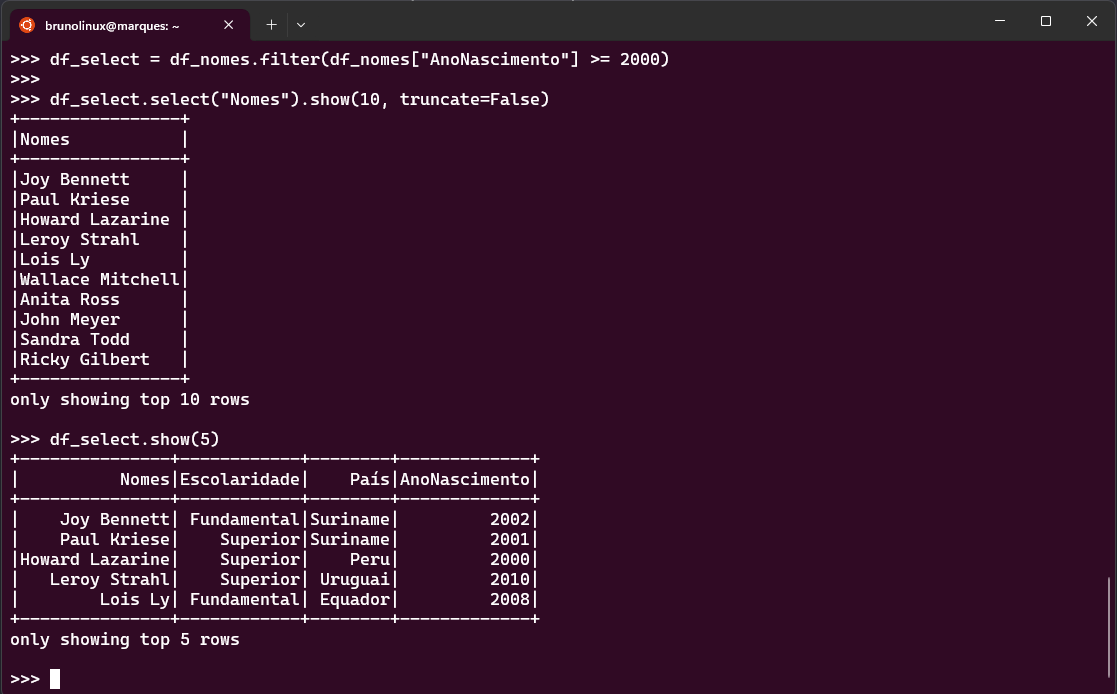 brunolinux@marques: ~
>>> df_select = df_nomes.filter(df_nomes["AnoNascimento"] >= 2000)
>>>
>>> df_select.select("Nomes").show(10, truncate=False)
+----------------+
|Nomes           |
+----------------+
|Joy Bennett     |
|Paul Kriese     |
|Howard Lazarine |
|Leroy Strahl    |
|Lois Ly         |
|Wallace Mitchell|
|Anita Ross      |
|John Meyer      |
|Sandra Todd     |
|Ricky Gilbert   |
+----------------+
only showing top 10 rows
>>> df_select.show(5)
+---------------+------------+--------+-------------+
|          Nomes|Escolaridade|    País|AnoNascimento|
+---------------+------------+--------+-------------+
|    Joy Bennett| Fundamental|Suriname|         2002|
|    Paul Kriese|    Superior|Suriname|         2001|
|Howard Lazarine|    Superior|    Peru|         2000|
|   Leroy Strahl|    Superior| Uruguai|         2010|
|        Lois Ly| Fundamental| Equador|         2008|
+---------------+------------+--------+-------------+
only showing top 5 rows
>>>